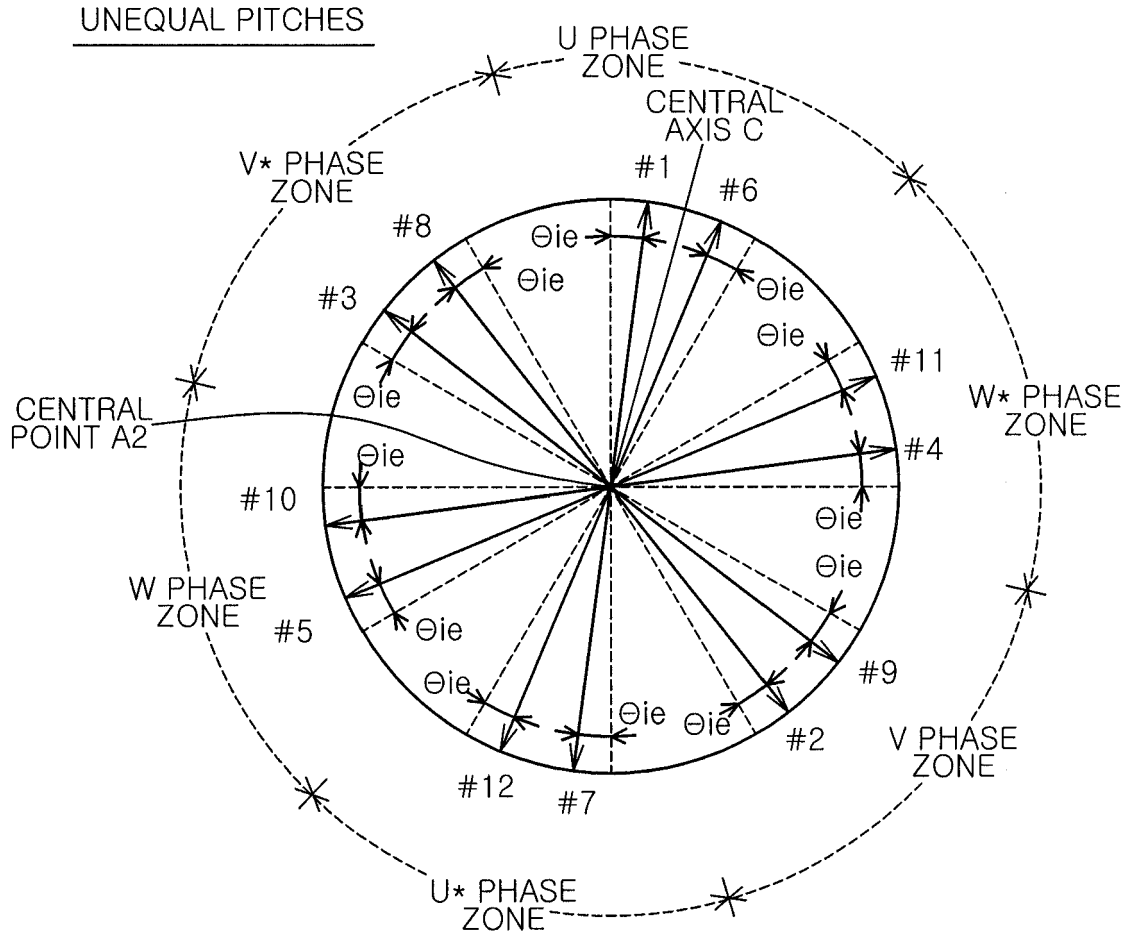 UNEQUAL PITCHES
U PHASE
ZONE
CENTRAL
AXIS C
V* PHASE
ZONE
#1
#6
#8
Θie
Θie
Θie
#3
Θie
#11
Θie
W* PHASE
ZONE
CENTRAL
POINT A2
Θie
#4
#10
Θie
Θie
W PHASE
ZONE
#5
Θie
#9
Θie
Θie
Θie
#2
V PHASE
ZONE
#12
#7
U* PHASE
ZONE